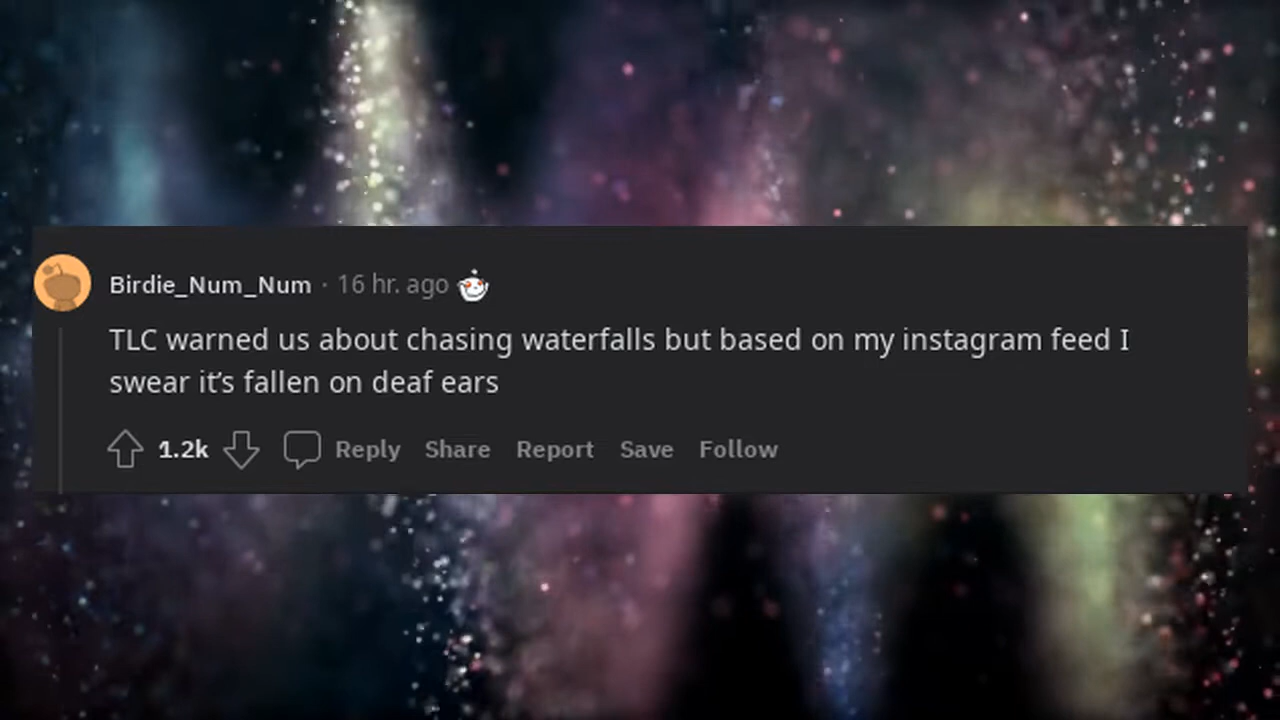 Birdie_Num_Num · 16 hr. ago
TLC warned us about chasing waterfalls but based on my instagram feed I
swear it’s fallen on deaf ears
1.2k Reply Share Report Save Follow